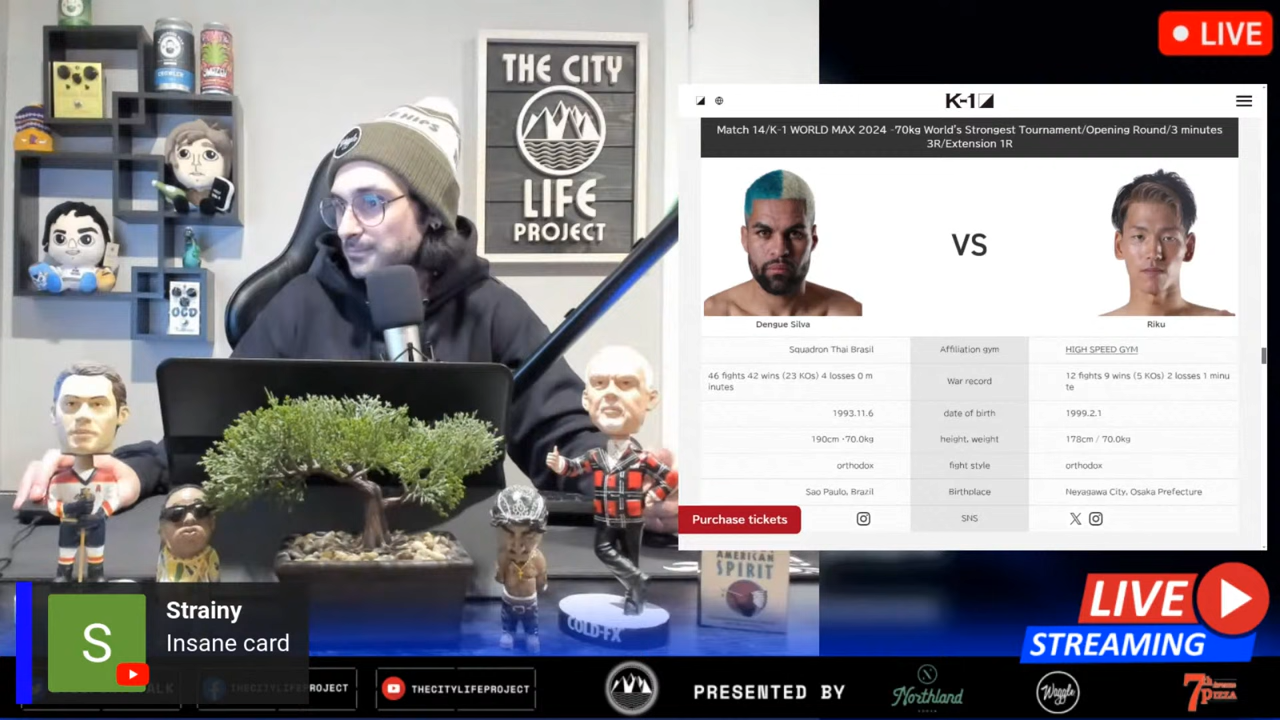 LIVE
THE CITY
LIFE
PROJECT
OCD
K-1
Match 14/K-1 WORLD MAX 2024 -70kg World's Strongest Tournament/Opening Round/3 minutes
3R/Extension 1R
VS
Dengue Silva
Riku
Squadron Thai Brasil
Affiliation gym
HIGH SPEED GYM
46 fights 42 wins (23 KOs) 4 losses 0 m
inutes
War record
12 fights 9 wins (5 KOs) 2 losses 1 minu
te
1993.11.6
date of birth
1999.2.1
190cm -70.0kg
height, weight
178cm / 70.0kg
orthodox
fight style
orthodox
Sao Paulo, Brazil
Birthplace
Neyagawa City, Osaka Prefecture
SNS
Purchase tickets
AMERICAN
SPIRIT
COLD-FX
S
Strainy
Insane card
LIVE
STREAMING
THECITYLIFEPROJECT
THECITYLIFEPROJECT
PRESENTED BY
Northland
Waggle
7th
PIZZA